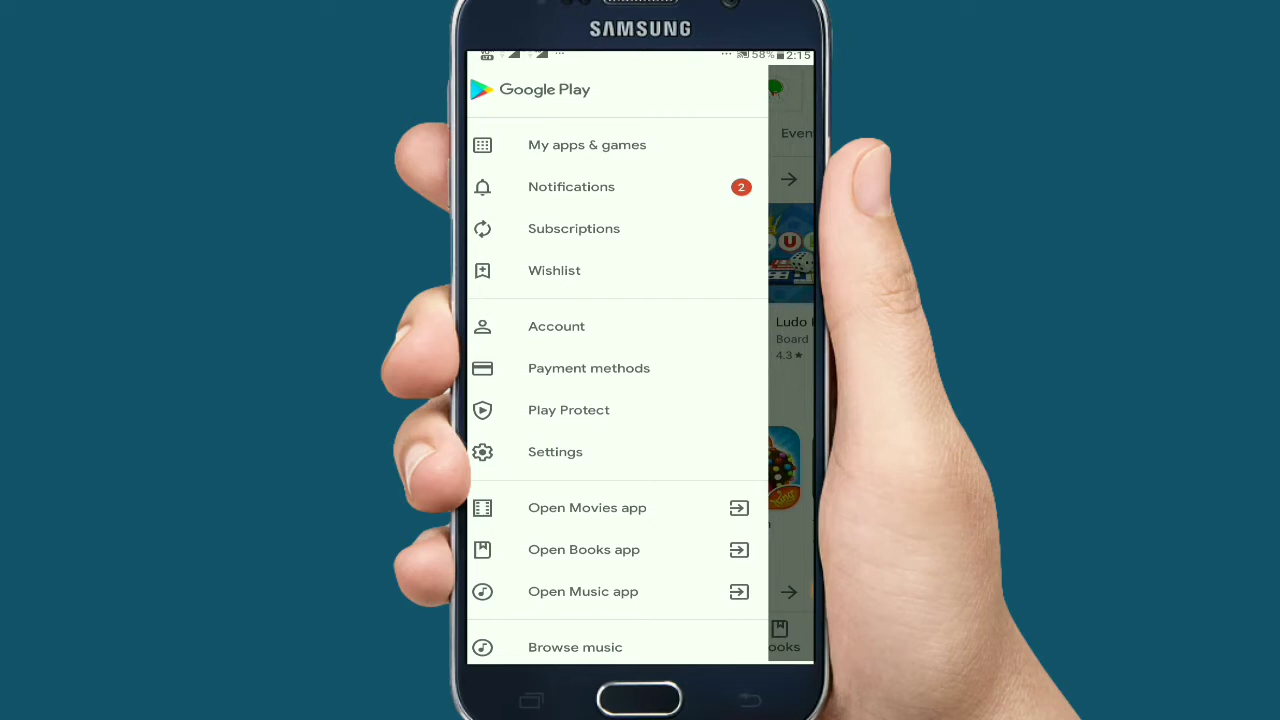 SAMSUNG
58% 2:15
Google Play
Even
My apps & games
Notifications 2
Subscriptions
Wishlist
Account
Ludo
Board
4.3 ★
Payment methods
Play Protect
Settings
Open Movies app
Open Books app
Open Music app
Browse music
ooks